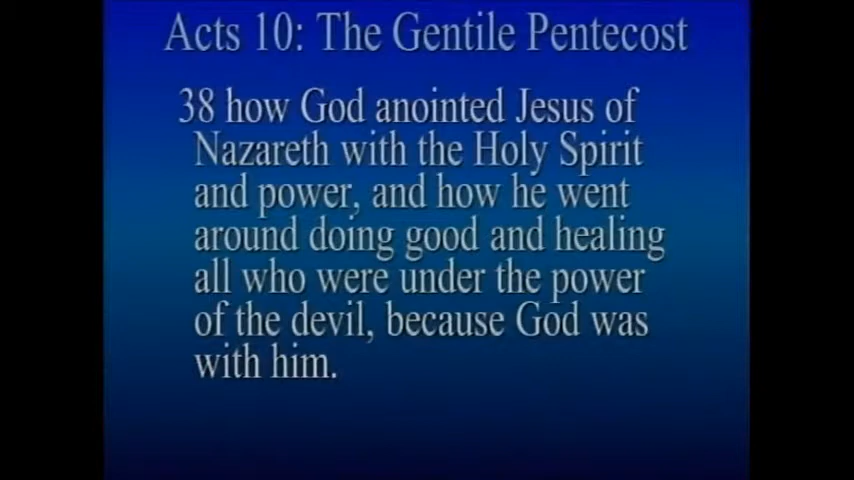 Acts 10: The Gentile Pentecost
38 how God anointed Jesus of
Nazareth with the Holy Spirit
and power, and how he went
around doing good and healing
all who were under the power
of the devil, because God was
with him.